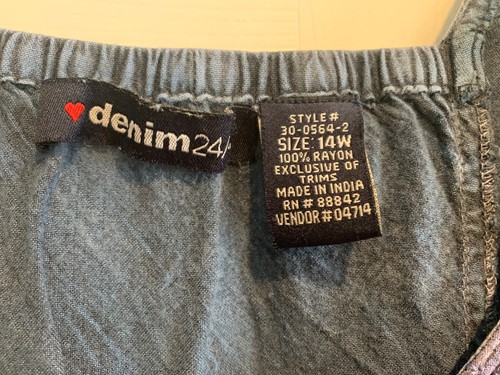 denim24/
STYLE#
30-0564-2
SIZE: 14W
100% RAYON
EXCLUSIVE OF
TRIMS
MADE IN INDIA
RN # 88842
VENDOR #04714